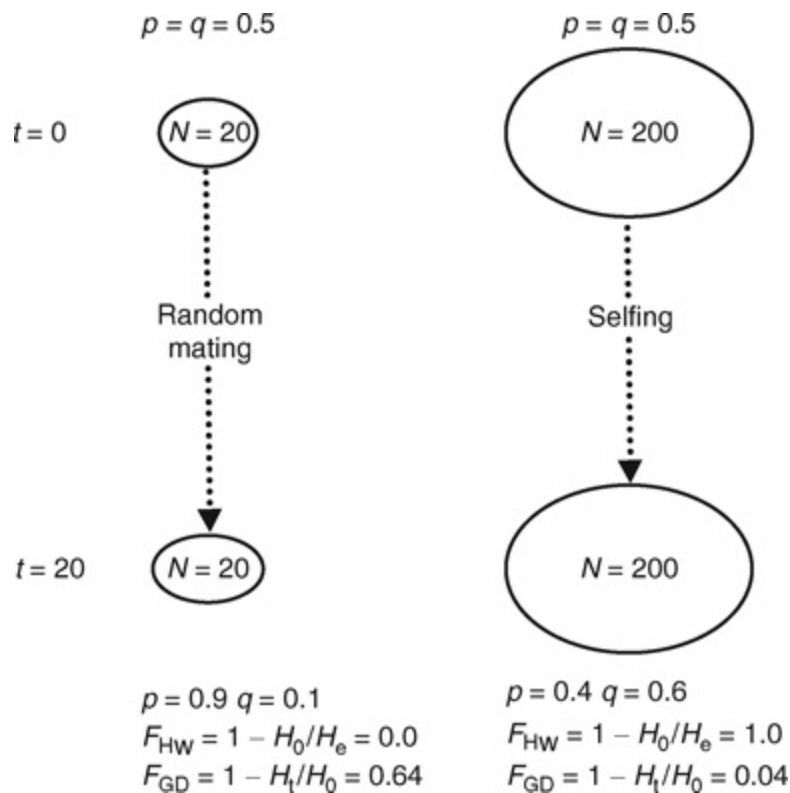 p = q = 0.5
p = q = 0.5
t = 0
N = 20
N = 200
Random
mating
Selfing
t = 20
N = 20
N = 200
p = 0.9 q = 0.1
F_HW = 1 – H_0/H_e = 0.0
F_GD = 1 – H_t/H_0 = 0.64
p = 0.4 q = 0.6
F_HW = 1 – H_0/H_e = 1.0
F_GD = 1 – H_t/H_0 = 0.04